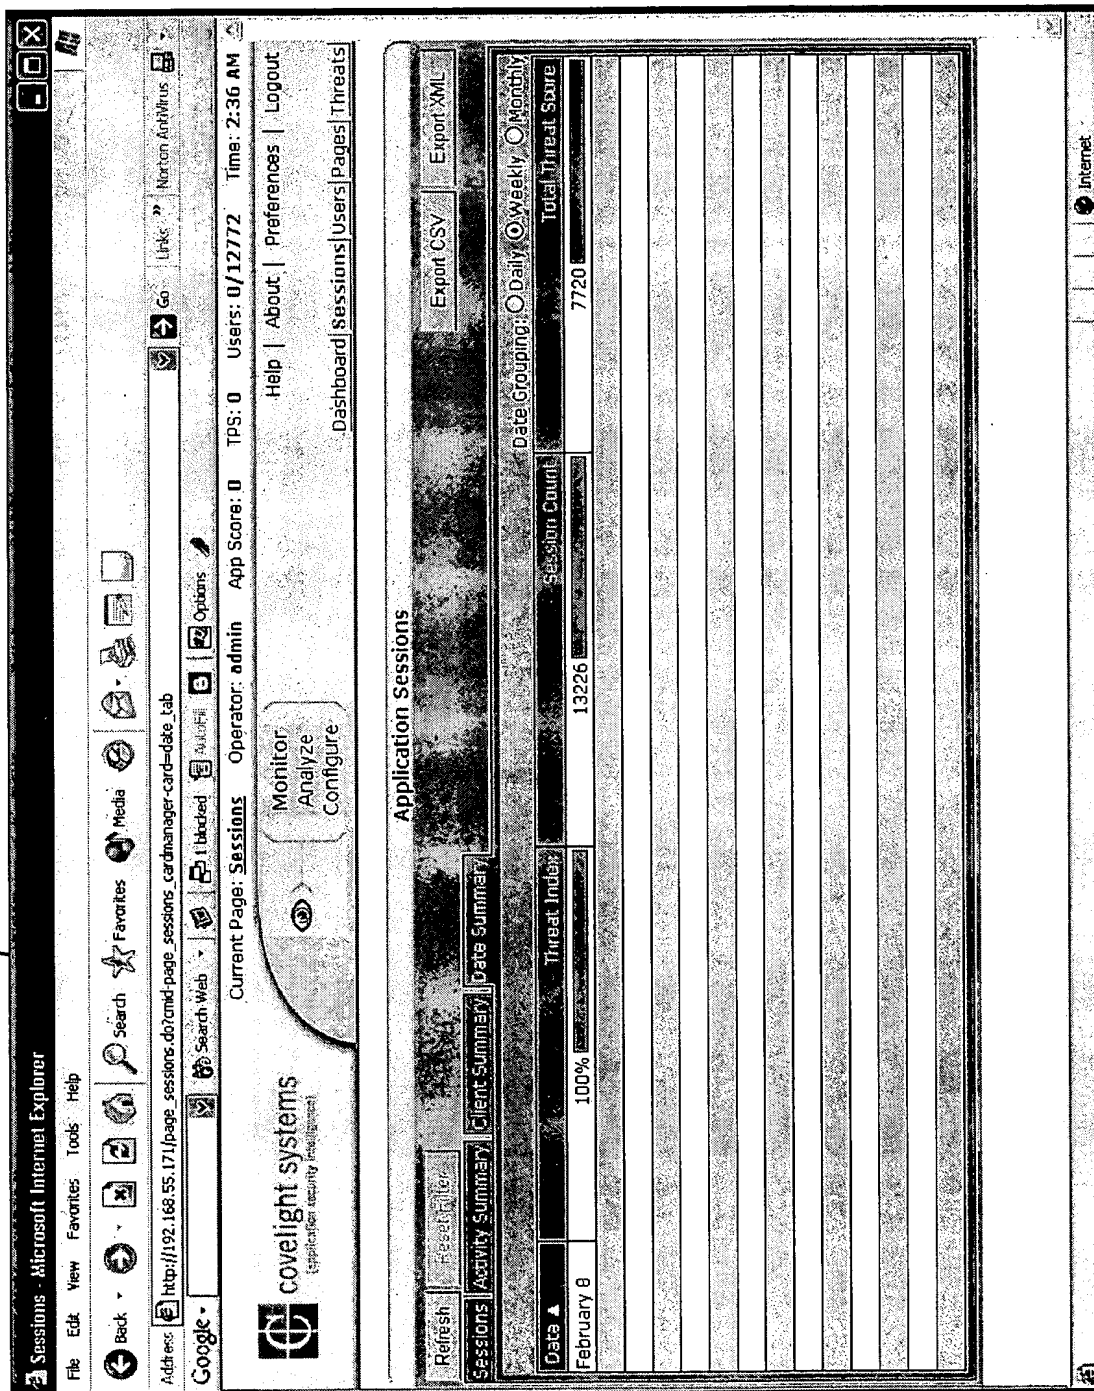 Sessions - Microsoft Internet Explorer
File Edit View Favorites Tools Help
Back Search Favorites Media
Address http://192.168.55.171/page_sessions.do?cmid-page_sessions_cardmanager-card=date_tab Go Links » Norton AntiVirus
Google Search Web 1 blocked AutoFill Options
Current Page: Sessions Operator: admin App Score: 0 TPS: 0 Users: 0/12772 Time: 2:36 AM
covelight systems
[application security intelligence]
Monitor
Analyze
Configure
Help | About | Preferences | Logout
Dashboard Sessions Users Pages Threats
Application Sessions
Refresh Reset Filter Export CSV Export XML
Sessions Activity Summary Client Summary Date Summary
Date Grouping: Daily Weekly Monthly
Date ▲ Threat Index Session Count Total Threat Score
February 8 100% 13226 7720
Internet